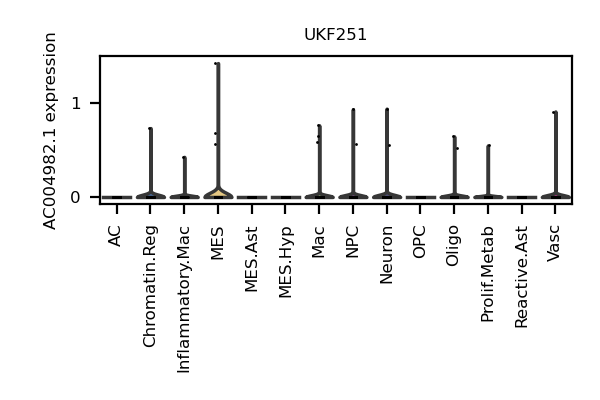 UKF251
AC004982.1 expression
1
0
AC
Chromatin.Reg
Inflammatory.Mac
MES
MES.Ast
MES.Hyp
Mac
NPC
Neuron
OPC
Oligo
Prolif.Metab
Reactive.Ast
Vasc